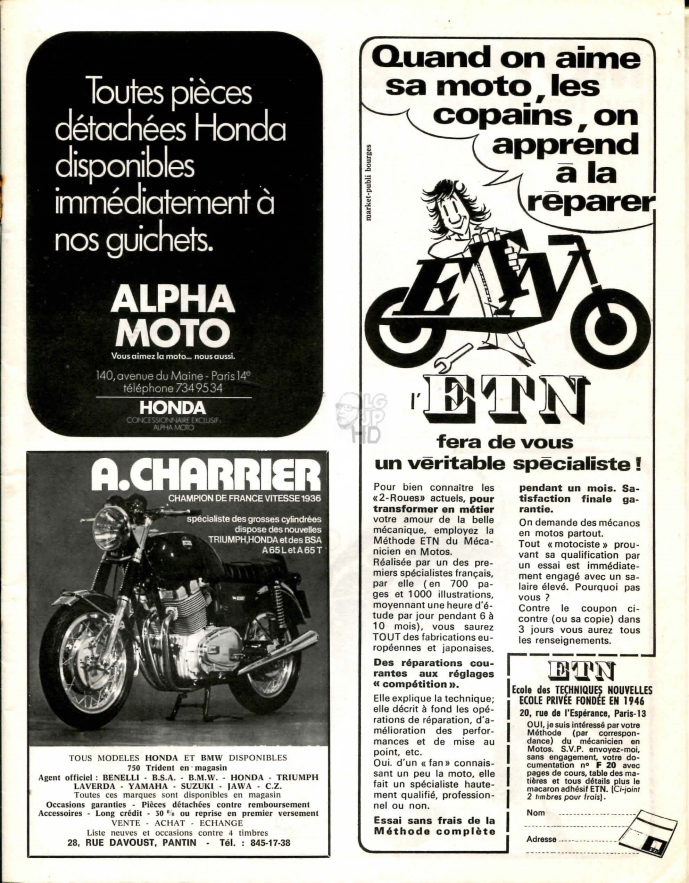 Toutes pièces
détachées Honda
disponibles
immédiatement à
nos guichets.
ALPHA
MOTO
Vous aimez la moto... nous aussi.
140, avenue du Maine - Paris 14e
téléphone 734 95 34
HONDA
CONCESSIONNAIRE EXCLUSIF
ALPHA MOTO
A. CHARRIER
CHAMPION DE FRANCE VITESSE 1936
spécialiste des grosses cylindrées
dispose des nouvelles
TRIUMPH, HONDA et des BSA
A 65 L et A 65 T
TOUS MODELES HONDA ET BMW DISPONIBLES
750 Trident en magasin
Agent officiel : BENELLI - B.S.A. - B.M.W. - HONDA - TRIUMPH
LAVERDA - YAMAHA - SUZUKI - JAWA - C.Z.
Toutes ces marques sont disponibles en magasin
Occasions garanties - Pièces détachées contre remboursement
Accessoires - Long crédit - 30 % ou reprise en premier versement
VENTE - ACHAT - ECHANGE
Liste neuves et occasions contre 4 timbres
28, RUE DAVOUST, PANTIN - Tél. : 845-17-38
Quand on aime
sa moto, les
copains, on
apprend
ā la
rēparer
market-publi bourges
ETN
l'ETN
fera de vous
un vēritable spēcialiste !
Pour bien connaître les
«2-Roues» actuels, pour
transformer en métier
votre amour de la belle
mécanique, employez la
Méthode ETN du Méca-
nicien en Motos.
Réalisée par un des pre-
miers spécialistes français,
par elle (en 700 pa-
ges et 1000 illustrations,
moyennant une heure d'é-
tude par jour pendant 6 à
10 mois), vous saurez
TOUT des fabrications eu-
ropéennes et japonaises.
Des réparations cou-
rantes aux réglages
« compétition ».
Elle explique la technique;
elle décrit à fond les opé-
rations de réparation, d'a-
mélioration des perfor-
mances et de mise au
point, etc.
Oui. d'un « fan » connais-
sant un peu la moto, elle
fait un spécialiste haute-
ment qualifié, profession-
nel ou non.
Essai sans frais de la
Méthode complète
pendant un mois. Sa-
tisfaction finale ga-
rantie.
On demande des mécanos
en motos partout.
Tout « motociste » prou-
vant sa qualification par
un essai est immédiate-
ment engagé avec un sa-
laire élevé. Pourquoi pas
vous ?
Contre le coupon ci-
contre (ou sa copie) dans
3 jours vous aurez tous
les renseignements.
ETN
Ecole des TECHNIQUES NOUVELLES
ECOLE PRIVÉE FONDÉE EN 1946
20, rue de l'Espérance, Paris-13
OUI, je suis intéressé par votre
Méthode (par correspon-
dance) du mécanicien en
Motos. S.V.P. envoyez-moi,
sans engagement, votre do-
cumentation n° F 20 avec
pages de cours, table des ma-
tières et tous détails plus le
macaron adhésif ETN. (Ci-joint
2 timbres pour frais).
Nom
Adresse